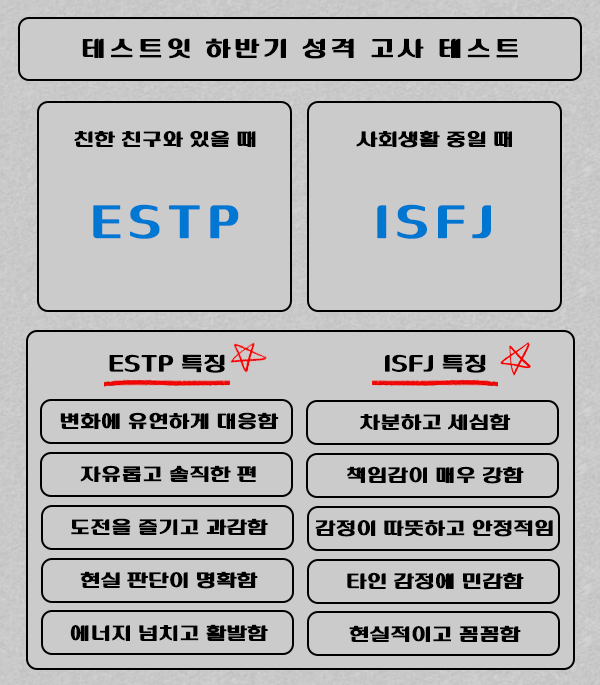 테스트잇 하반기 성격 고사 테스트
친한 친구와 있을 때
ESTP
사회생활 중일 때
ISFJ
ESTP 특징
변화에 유연하게 대응함
자유롭고 솔직한 편
도전을 즐기고 과감함
현실 판단이 명확함
에너지 넘치고 활발함
ISFJ 특징
차분하고 세심함
책임감이 매우 강함
감정이 따뜻하고 안정적임
타인 감정에 민감함
현실적이고 꼼꼼함